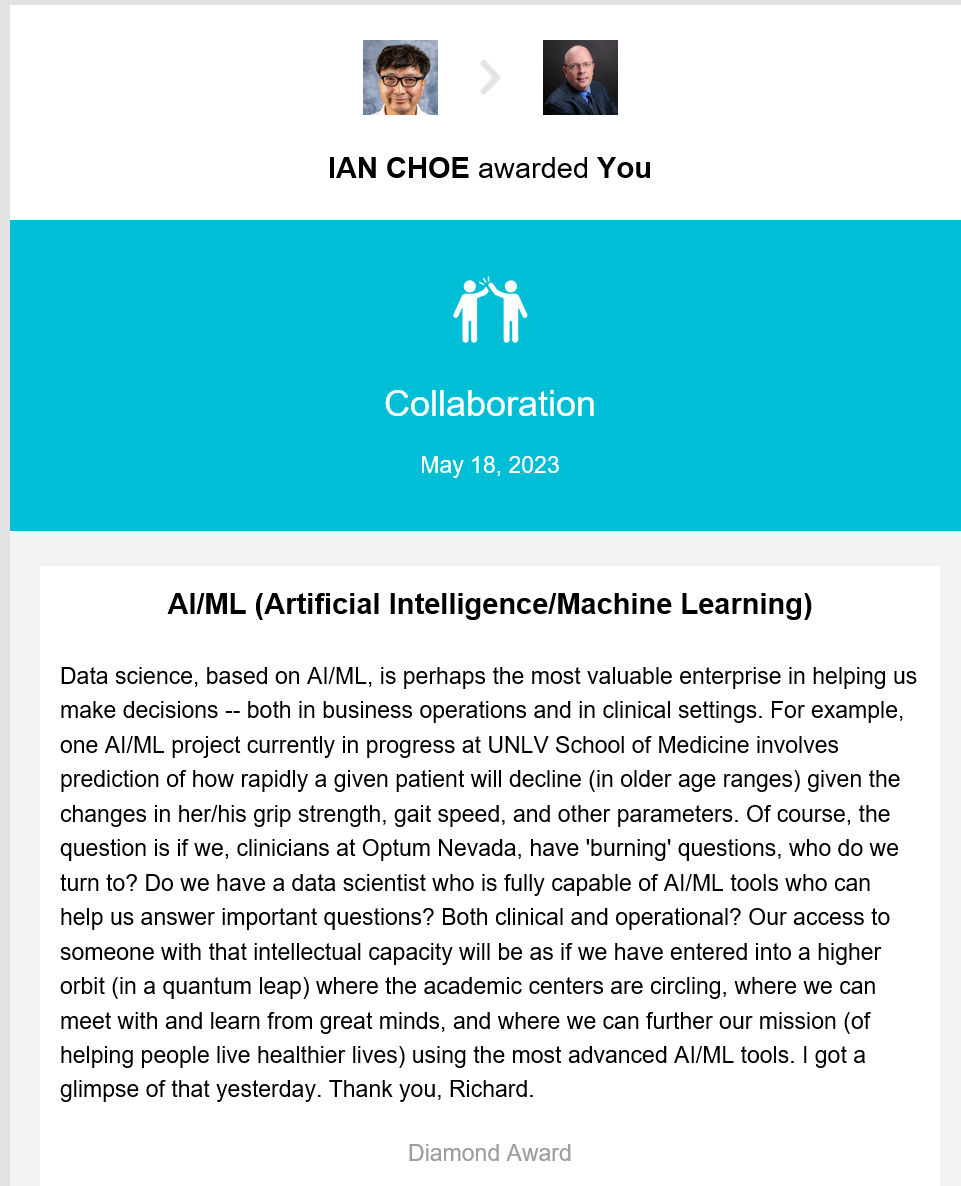 IAN CHOE awarded You
Collaboration
May 18, 2023
AI/ML (Artificial Intelligence/Machine Learning)
Data science, based on AI/ML, is perhaps the most valuable enterprise in helping us
make decisions -- both in business operations and in clinical settings. For example,
one AI/ML project currently in progress at UNLV School of Medicine involves
prediction of how rapidly a given patient will decline (in older age ranges) given the
changes in her/his grip strength, gait speed, and other parameters. Of course, the
question is if we, clinicians at Optum Nevada, have 'burning' questions, who do we
turn to? Do we have a data scientist who is fully capable of AI/ML tools who can
help us answer important questions? Both clinical and operational? Our access to
someone with that intellectual capacity will be as if we have entered into a higher
orbit (in a quantum leap) where the academic centers are circling, where we can
meet with and learn from great minds, and where we can further our mission (of
helping people live healthier lives) using the most advanced AI/ML tools. I got a
glimpse of that yesterday. Thank you, Richard.
Diamond Award